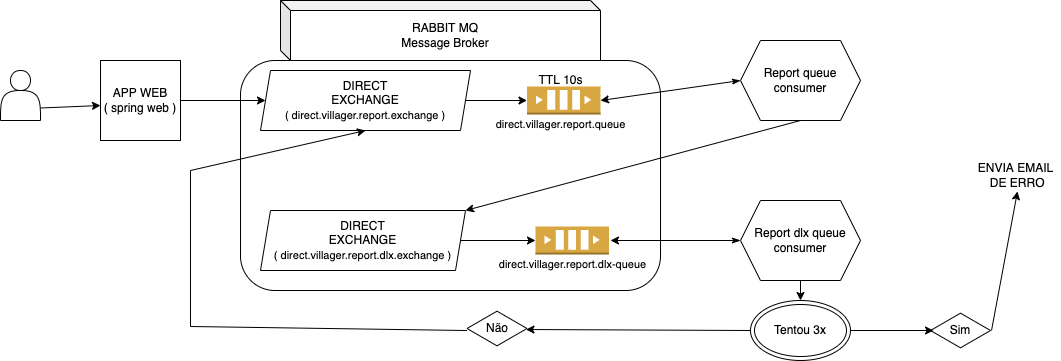 RABBIT MQ
Message Broker
APP WEB
( spring web )
DIRECT
EXCHANGE
( direct.villager.report.exchange )
TTL 10s
direct.villager.report.queue
Report queue
consumer
ENVIA EMAIL
DE ERRO
DIRECT
EXCHANGE
( direct.villager.report.dlx.exchange )
direct.villager.report.dlx-queue
Report dlx queue
consumer
Não
Tentou 3x
Sim